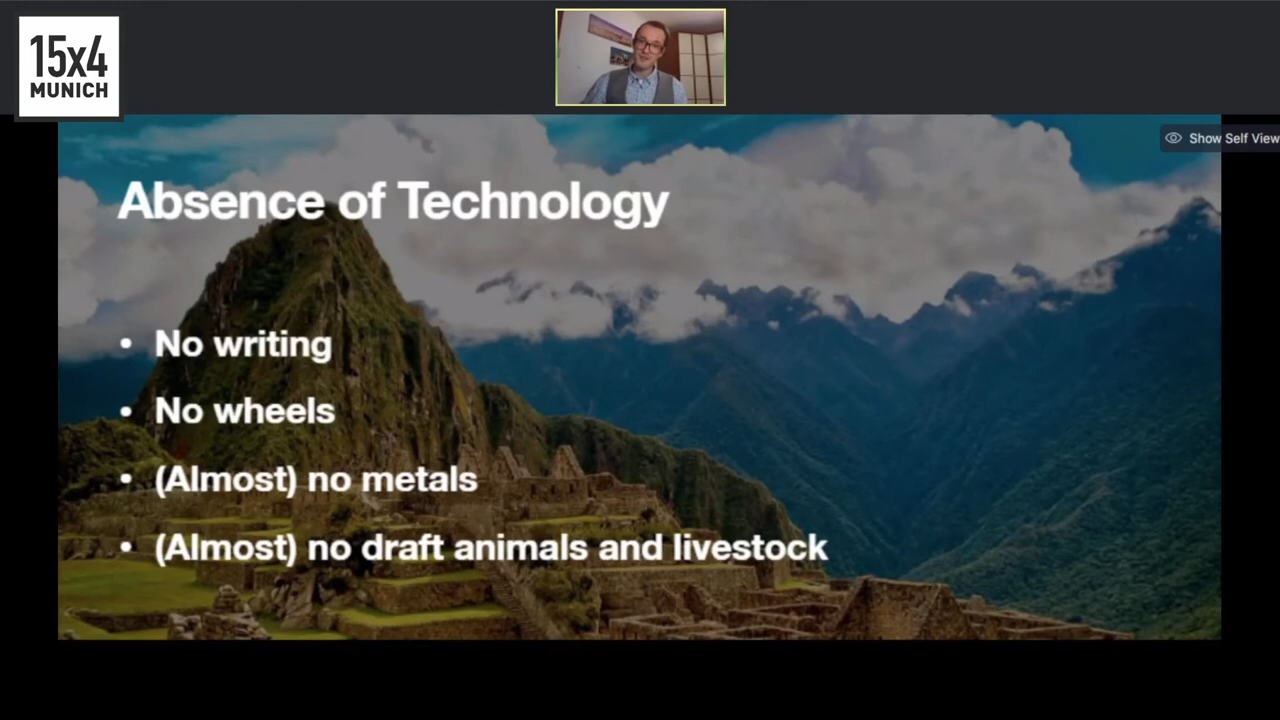 15x4
MUNICH
Show Self View
Absence of Technology
• No writing
• No wheels
• (Almost) no metals
• (Almost) no draft animals and livestock